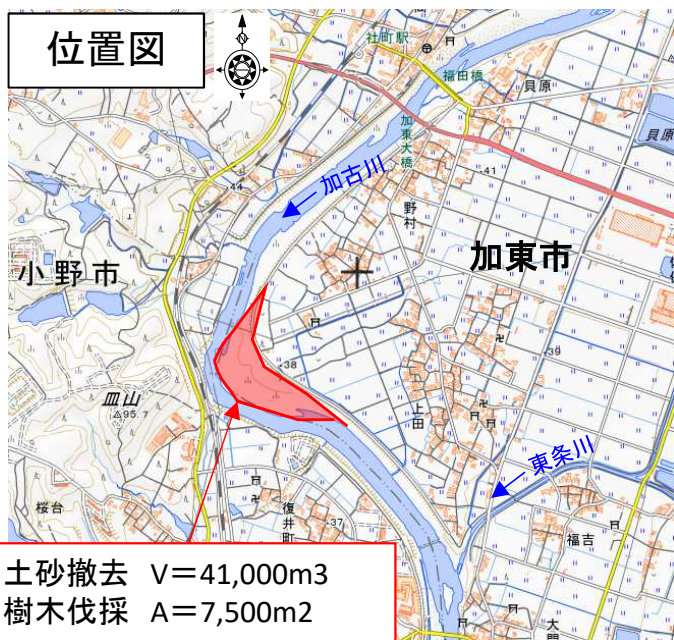 位置図
N
社町駅
福田橋
貝原
貝原
加東大橋
44
41
加古川
野村
加東市
小野市
38
39
皿山
△95.7
上田
東条川
桜台
復井町
37
福吉
土砂撤去 V＝41,000m3
樹木伐採 A＝7,500m2
大門